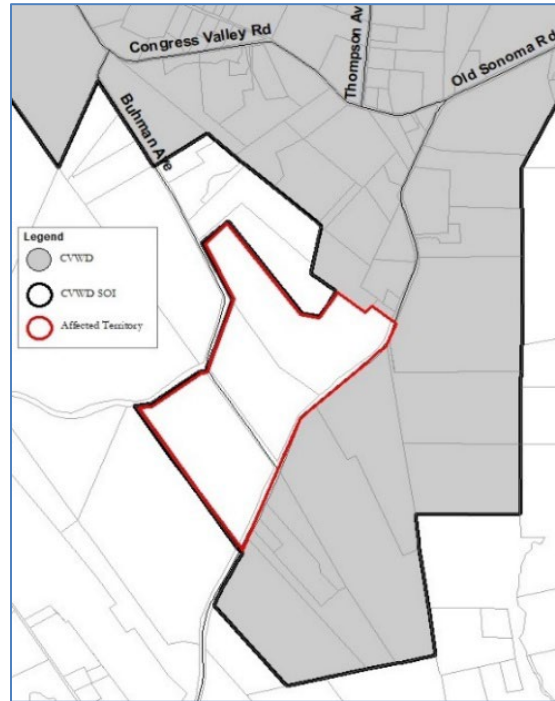 Congress Valley Rd
Thompson Av
Old Sonoma Rd
Buhman Ave
Legend
CVWD
CVWD SOI
Affected Territory